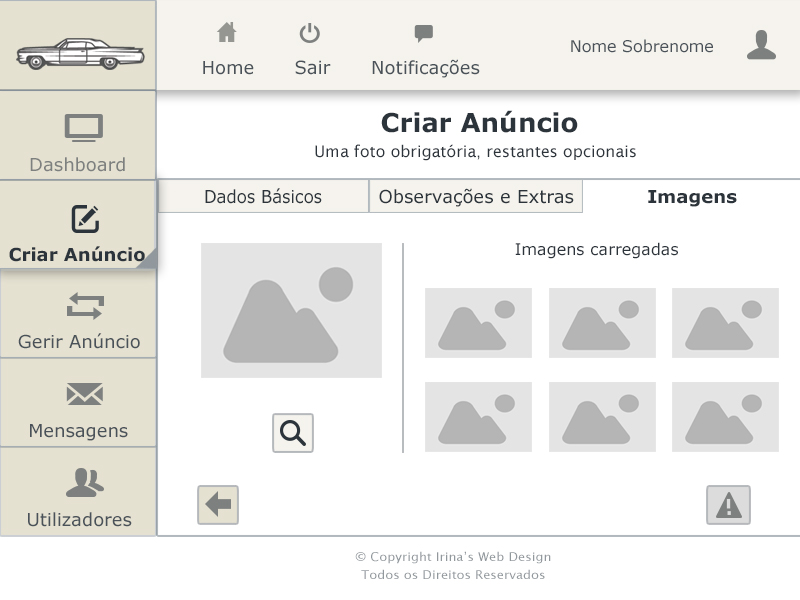 Home
Sair
Notificações
Nome Sobrenome
Dashboard
Criar Anúncio
Gerir Anúncio
Mensagens
Utilizadores
Criar Anúncio
Uma foto obrigatória, restantes opcionais
Dados Básicos
Observações e Extras
Imagens
Imagens carregadas
© Copyright Irina's Web Design
Todos os Direitos Reservados